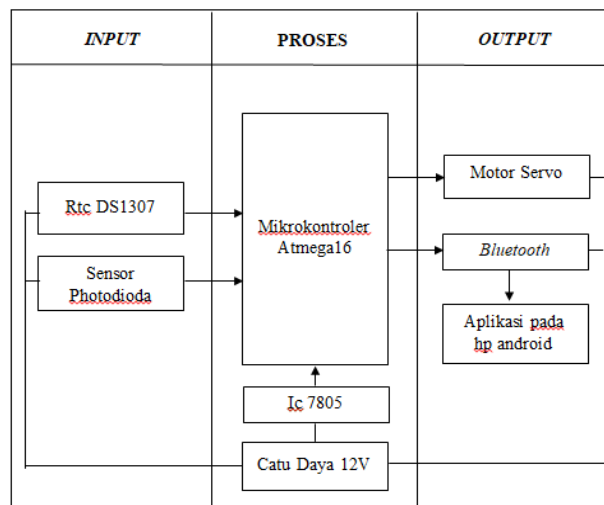 INPUT
PROSES
OUTPUT
Rtc DS1307
Sensor
Photodioda
Mikrokontroler
Atmega16
Ic 7805
Catu Daya 12V
Motor Servo
Bluetooth
Aplikasi pada
hp android